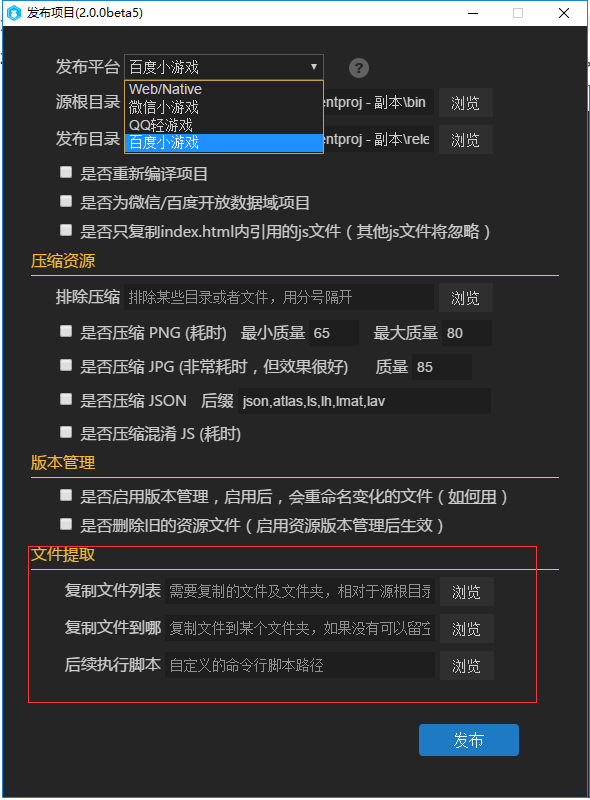 发布项目(2.0.0beta5)
发布平台 百度小游戏 ?
Web/Native
微信小游戏
QQ轻游戏
百度小游戏
源根目录 entproj - 副本\bin 浏览
发布目录 entproj - 副本\rele 浏览
是否重新编译项目
是否为微信/百度开放数据域项目
是否只复制index.html内引用的js文件（其他js文件将忽略）
压缩资源
排除压缩 排除某些目录或者文件，用分号隔开 浏览
是否压缩 PNG (耗时) 最小质量 65 最大质量 80
是否压缩 JPG (非常耗时，但效果很好) 质量 85
是否压缩 JSON 后缀 json,atlas,ls,lh,lmat,lav
是否压缩混淆 JS (耗时)
版本管理
是否启用版本管理，启用后，会重命名变化的文件（如何用）
是否删除旧的资源文件（启用资源版本管理后生效）
文件提取
复制文件列表 需要复制的文件及文件夹，相对于源根目录 浏览
复制文件到哪 复制文件到某个文件夹，如果没有可以留空 浏览
后续执行脚本 自定义的命令行脚本路径 浏览
发布